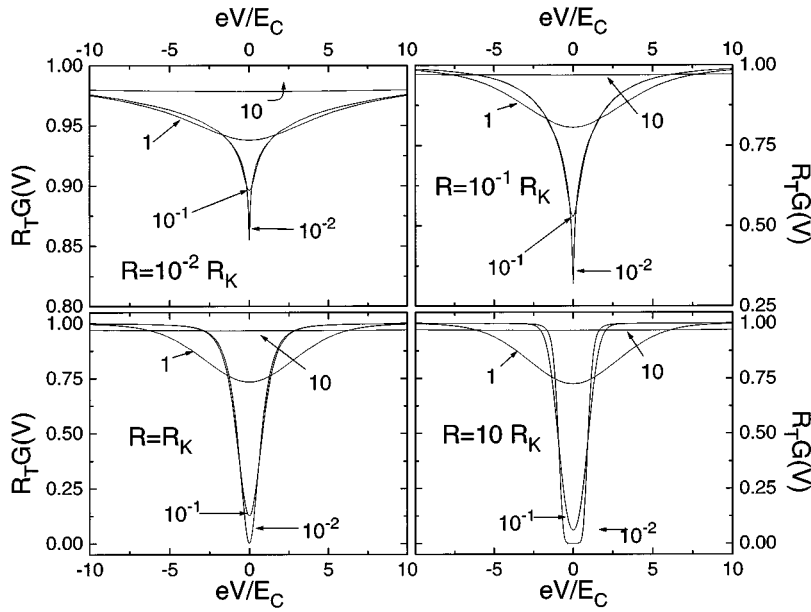 eV/E_C
eV/E_C
-10 -5 0 5 10
-10 -5 0 5 10
1.00
0.95
0.90
0.85
0.80
R_TG(V)
10
1
10^-1
10^-2
R=10^-2 R_K
1.00
0.75
0.50
0.25
R_TG(V)
1
10
R=10^-1 R_K
10^-1
10^-2
1.00
0.75
0.50
0.25
0.00
R_TG(V)
1
10
R=R_K
10^-1
10^-2
1.00
0.75
0.50
0.25
0.00
R_TG(V)
1
10
R=10 R_K
10^-1
10^-2
-10 -5 0 5 10
-10 -5 0 5 10
eV/E_C
eV/E_C